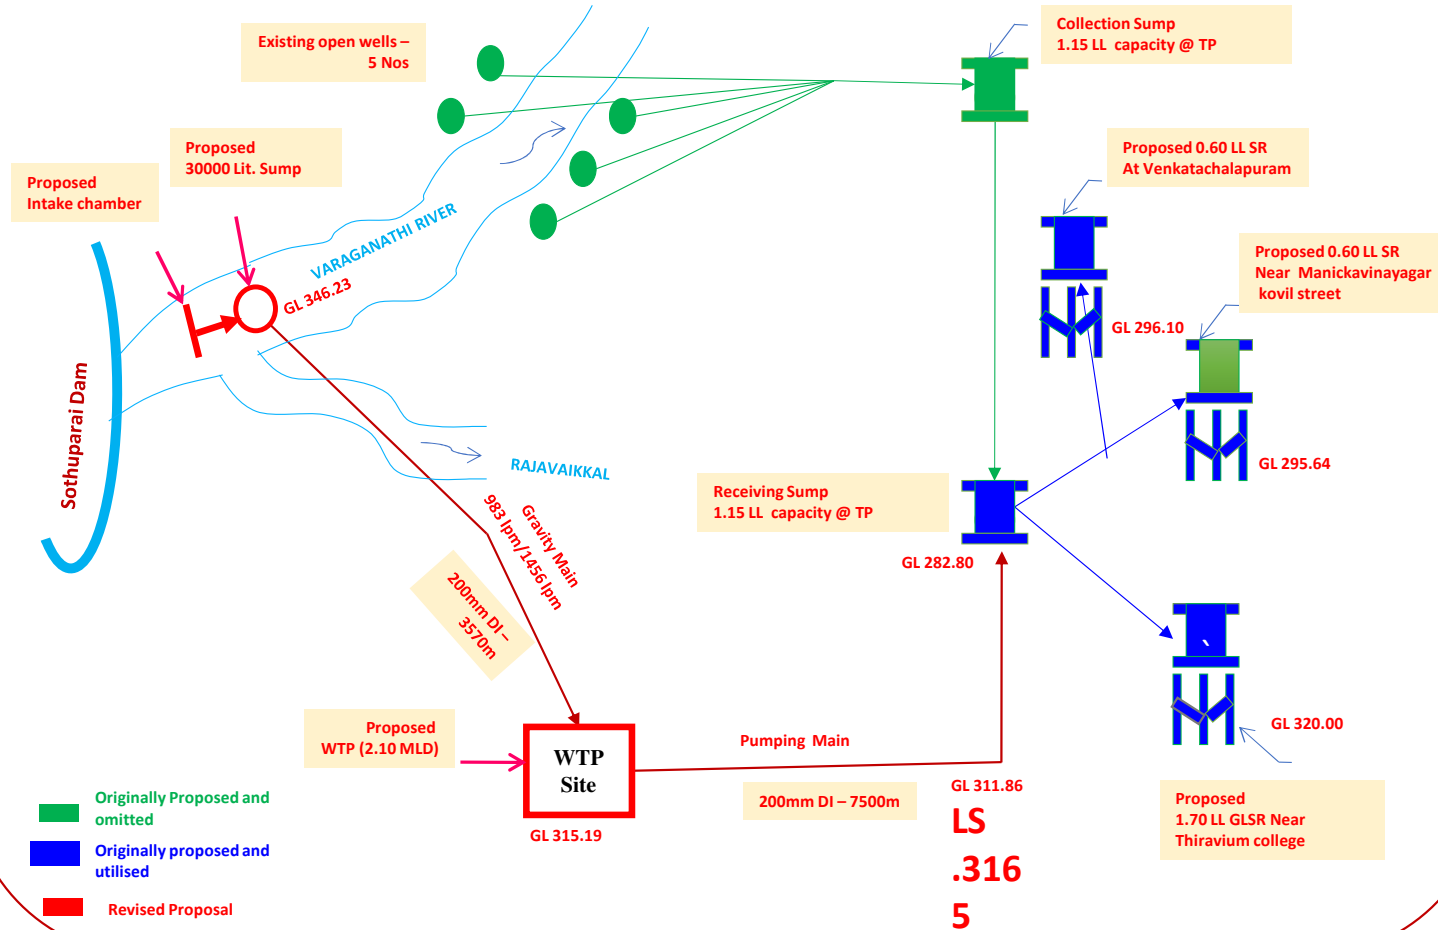 Existing open wells –
5 Nos
Collection Sump
1.15 LL  capacity @ TP
Proposed
30000 Lit. Sump
Proposed
Intake chamber
Proposed 0.60 LL SR
At Venkatachalapuram
VARAGANATHI RIVER
GL 346.23
Proposed 0.60 LL SR
Near  Manickavinayagar
kovil street
GL 296.10
Sothuparai Dam
RAJAVAIKKAL
GL 295.64
Receiving Sump
1.15 LL  capacity @ TP
Gravity Main
983 lpm/1456 lpm
GL 282.80
200mm DI –
3570m
`
GL 320.00
Proposed
WTP (2.10 MLD)
WTP
Site
Pumping  Main
GL 315.19
200mm DI – 7500m
GL 311.86
LS
.316
5
Proposed
1.70 LL GLSR Near
Thiravium college
Originally Proposed and
omitted
Originally proposed and
utilised
Revised Proposal